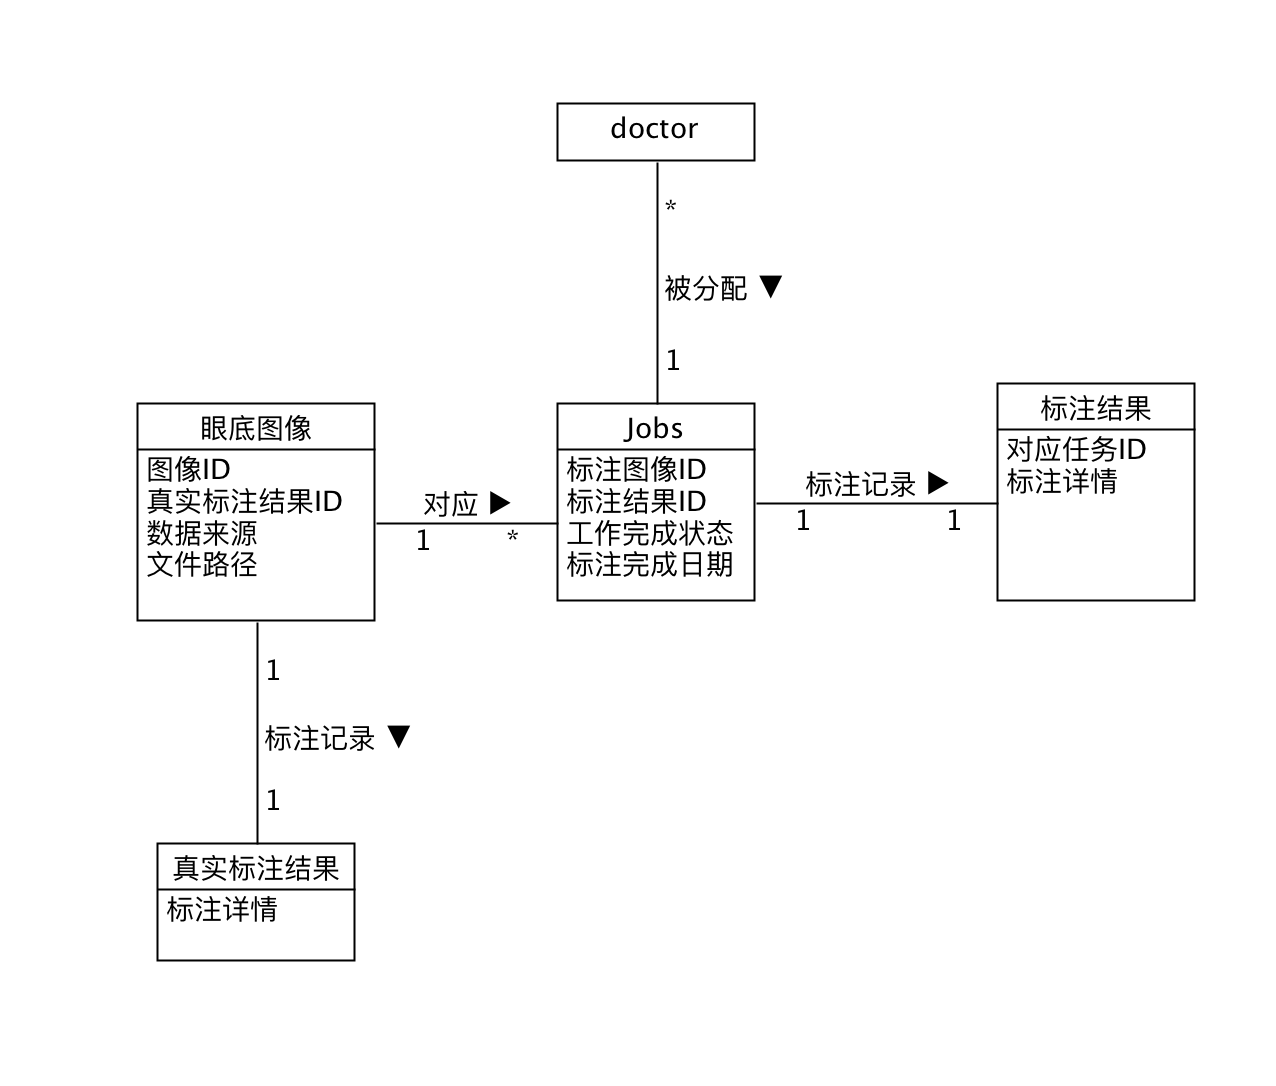 doctor
*
被分配 ▼
1
眼底图像
图像ID
真实标注结果ID
数据来源
文件路径
对应 ▶
1
*
Jobs
标注图像ID
标注结果ID
工作完成状态
标注完成日期
标注记录 ▶
1
1
标注结果
对应任务ID
标注详情
1
标注记录 ▼
1
真实标注结果
标注详情